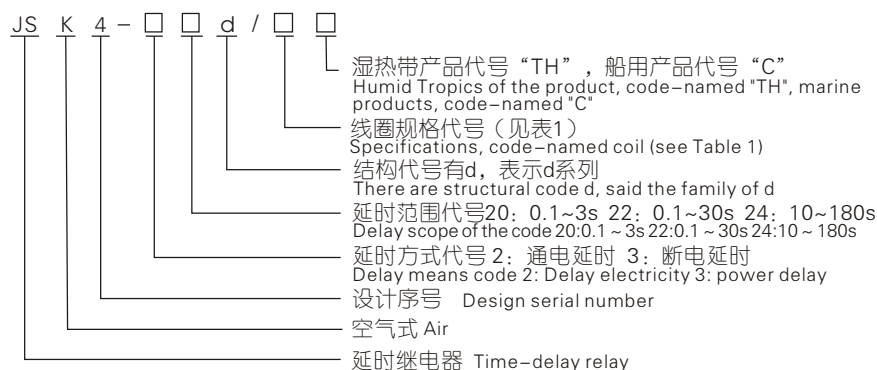 JS K 4 – □ □ d / □ □
湿热带产品代号“TH”，船用产品代号“C”
Humid Tropics of the product, code–named "TH", marine
products, code–named "C"
线圈规格代号（见表1）
Specifications, code–named coil (see Table 1)
结构代号有d，表示d系列
There are structural code d, said the family of d
延时范围代号20：0.1~3s 22：0.1~30s 24：10~180s
Delay scope of the code 20:0.1 ~ 3s 22:0.1 ~ 30s 24:10 ~ 180s
延时方式代号 2：通电延时 3：断电延时
Delay means code 2: Delay electricity 3: power delay
设计序号 Design serial number
空气式 Air
延时继电器 Time–delay relay